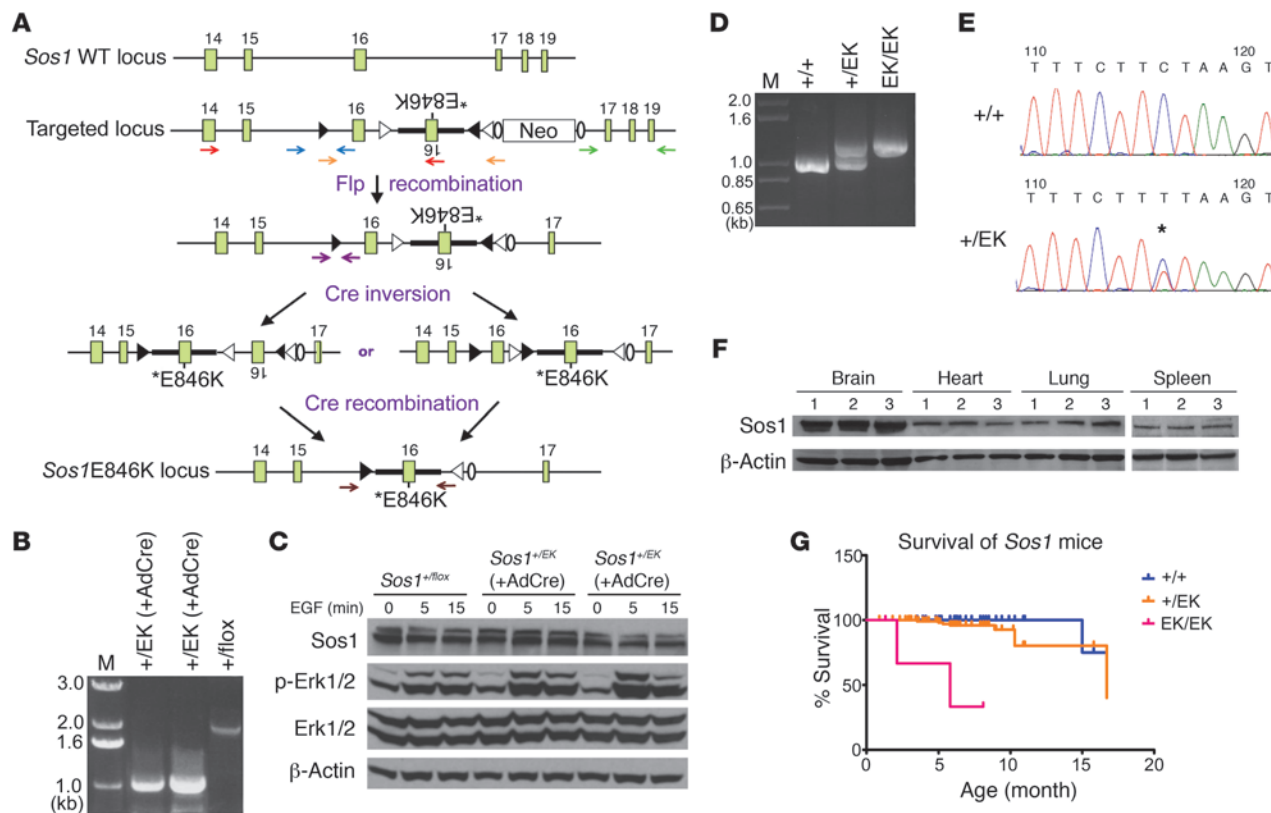 A
14 15 16 17 18 19
Sos1 WT locus
*E846K
14 15 16 17 18 19
Targeted locus
Neo
16
Flp recombination
*E846K
14 15 16 17
16
Cre inversion
14 15 16 17
or
14 15 16 17
16
*E846K
*E846K
Cre recombination
14 15 16 17
Sos1E846K locus
*E846K
B
M +/EK (+AdCre) +/EK (+AdCre) +/flox
3.0
2.0
1.6
1.0
(kb)
C
Sos1+/flox Sos1+/EK (+AdCre) Sos1+/EK (+AdCre)
EGF (min) 0 5 15 0 5 15 0 5 15
Sos1
p-Erk1/2
Erk1/2
β-Actin
D
M +/+ +/EK EK/EK
2.0
1.6
1.0
0.85
0.65
(kb)
E
110 120
T T T C T T C T A A G T
+/+
110 120
T T T C T T T T A A G T
+/EK
*
F
Brain Heart Lung Spleen
1 2 3 1 2 3 1 2 3 1 2 3
Sos1
β-Actin
G
Survival of Sos1 mice
150
100
50
0
% Survival
0 5 10 15 20
Age (month)
+/+
+/EK
EK/EK